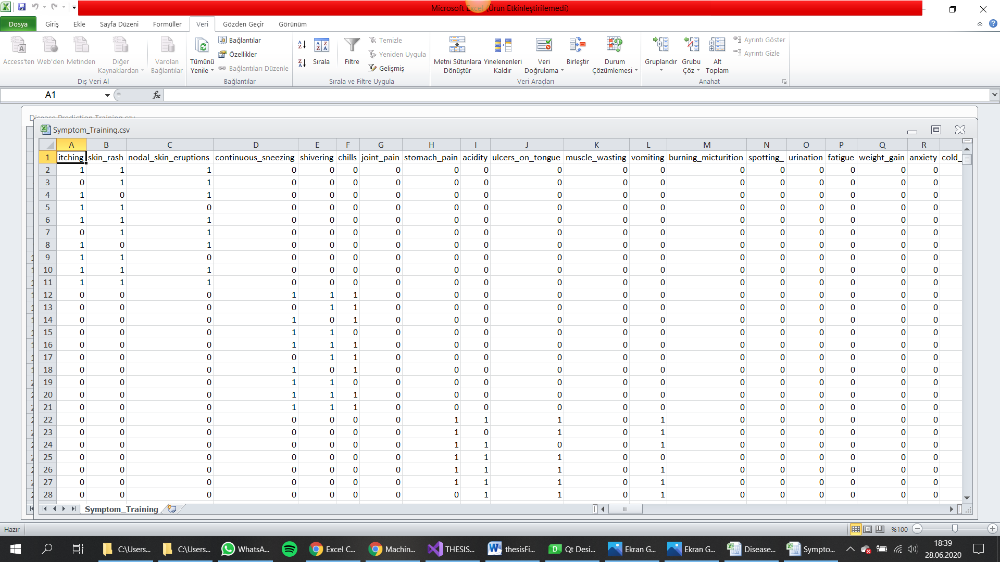 Microsoft Excel (Ürün Etkinleştirilemedi)
Dosya Giriş Ekle Sayfa Düzeni Formüller Veri Gözden Geçir Görünüm
Access'ten Web'den Metinden Diğer Kaynaklardan Varolan Bağlantılar
Dış Veri Al
Tümünü Yenile Bağlantılar Özellikler Bağlantıları Düzenle
Bağlantılar
Sırala Filtre Temizle Yeniden Uygula Gelişmiş
Sırala ve Filtre Uygula
Metni Sütunlara Dönüştür Yinelenenleri Kaldır Veri Doğrulama Birleştir Durum Çözümlemesi
Veri Araçları
Gruplandır Grubu Çöz Alt Toplam Ayrıntı Göster Ayrıntı Gizle
Anahat
A1 fx
Disease Prediction Training.csv
Symptom_Training.csv
A B C D E F G H I J K L M N O P Q R
1 itching skin_rash nodal_skin_eruptions continuous_sneezing shivering chills joint_pain stomach_pain acidity ulcers_on_tongue muscle_wasting vomiting burning_micturition spotting_ urination fatigue weight_gain anxiety cold_
2 1 1 1 0 0 0 0 0 0 0 0 0 0 0 0 0 0 0
3 0 1 1 0 0 0 0 0 0 0 0 0 0 0 0 0 0 0
4 1 0 1 0 0 0 0 0 0 0 0 0 0 0 0 0 0 0
5 1 1 0 0 0 0 0 0 0 0 0 0 0 0 0 0 0 0
6 1 1 1 0 0 0 0 0 0 0 0 0 0 0 0 0 0 0
7 0 1 1 0 0 0 0 0 0 0 0 0 0 0 0 0 0 0
8 1 0 1 0 0 0 0 0 0 0 0 0 0 0 0 0 0 0
9 1 1 0 0 0 0 0 0 0 0 0 0 0 0 0 0 0 0
10 1 1 1 0 0 0 0 0 0 0 0 0 0 0 0 0 0 0
11 1 1 1 0 0 0 0 0 0 0 0 0 0 0 0 0 0 0
12 0 0 0 1 1 1 0 0 0 0 0 0 0 0 0 0 0 0
13 0 0 0 0 1 1 0 0 0 0 0 0 0 0 0 0 0 0
14 0 0 0 1 0 1 0 0 0 0 0 0 0 0 0 0 0 0
15 0 0 0 1 1 0 0 0 0 0 0 0 0 0 0 0 0 0
16 0 0 0 1 1 1 0 0 0 0 0 0 0 0 0 0 0 0
17 0 0 0 0 1 1 0 0 0 0 0 0 0 0 0 0 0 0
18 0 0 0 1 0 1 0 0 0 0 0 0 0 0 0 0 0 0
19 0 0 0 1 1 0 0 0 0 0 0 0 0 0 0 0 0 0
20 0 0 0 1 1 1 0 0 0 0 0 0 0 0 0 0 0 0
21 0 0 0 1 1 1 0 0 0 0 0 0 0 0 0 0 0 0
22 0 0 0 0 0 0 0 1 1 1 0 1 0 0 0 0 0 0
23 0 0 0 0 0 0 0 1 0 1 0 1 0 0 0 0 0 0
24 0 0 0 0 0 0 0 1 1 0 0 1 0 0 0 0 0 0
25 0 0 0 0 0 0 0 1 1 1 0 0 0 0 0 0 0 0
26 0 0 0 0 0 0 0 1 1 1 0 1 0 0 0 0 0 0
27 0 0 0 0 0 0 0 1 1 1 0 1 0 0 0 0 0 0
28 0 0 0 0 0 0 0 0 1 1 0 1 0 0 0 0 0 0
Symptom_Training
Hazır %100
C:\Users... C:\Users... WhatsA... Excel C... Machin... THESIS... thesisFi... Qt Desi... Ekran G... Ekran G... Disease... Sympto... 18:39
28.06.2020